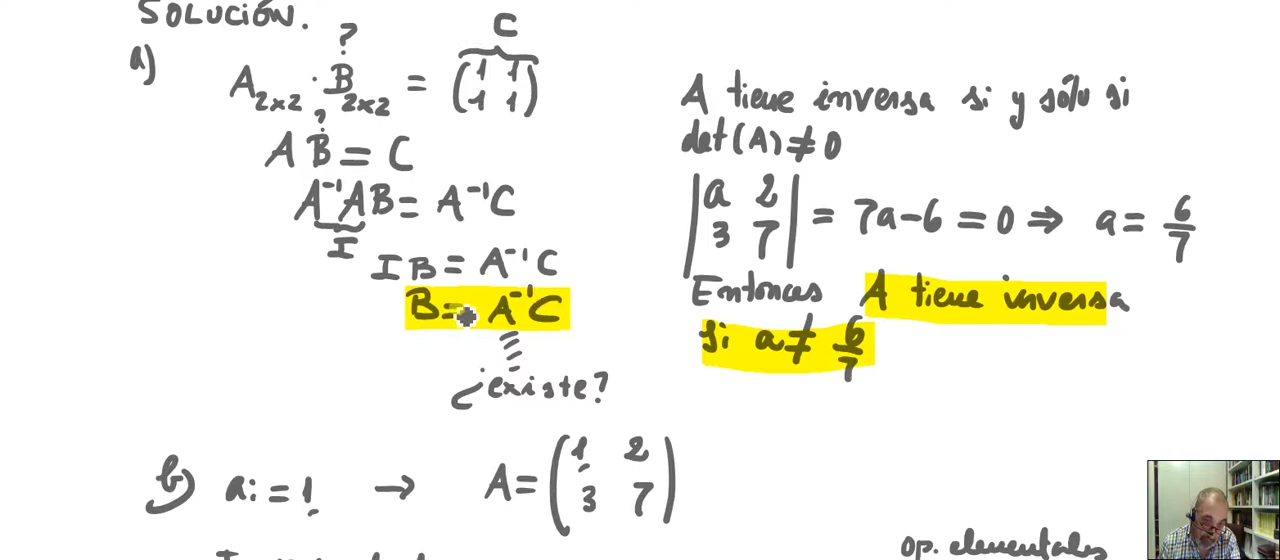 SOLUCIÓN.
a)
?
A₂ₓ₂ · B₂ₓ₂ = (1 1
1 1) C
?
A B = C
A⁻¹AB = A⁻¹C
I
I B = A⁻¹C
B = A⁻¹C
¿existe?
A tiene inversa si y sólo si
det(A) ≠ 0
|a 2
3 7| = 7a-6 = 0 ⇒ a = 6/7
Entonces A tiene inversa
si a ≠ 6/7
b) a := 1 → A = (1 2
3 7)
op. elementales